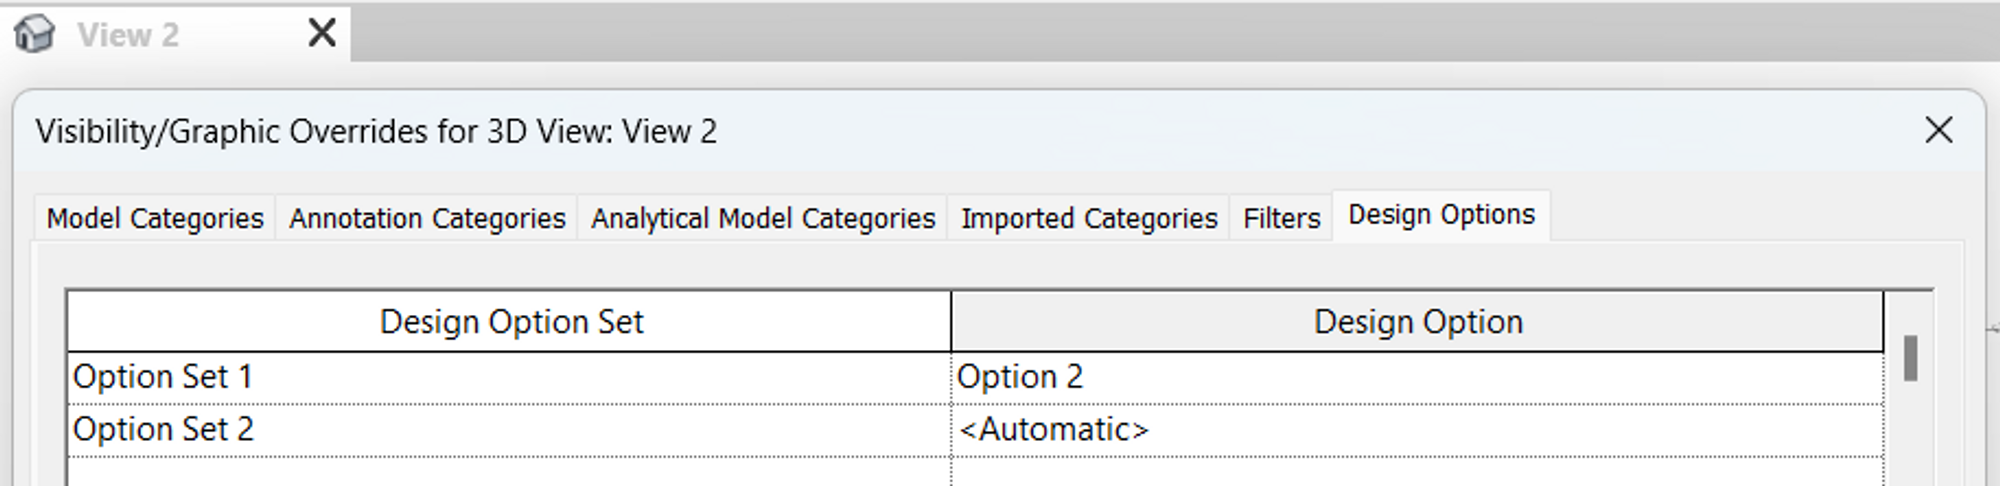 View 2
Visibility/Graphic Overrides for 3D View: View 2
Model Categories Annotation Categories Analytical Model Categories Imported Categories Filters Design Options
Design Option Set Design Option
Option Set 1 Option 2
Option Set 2 <Automatic>